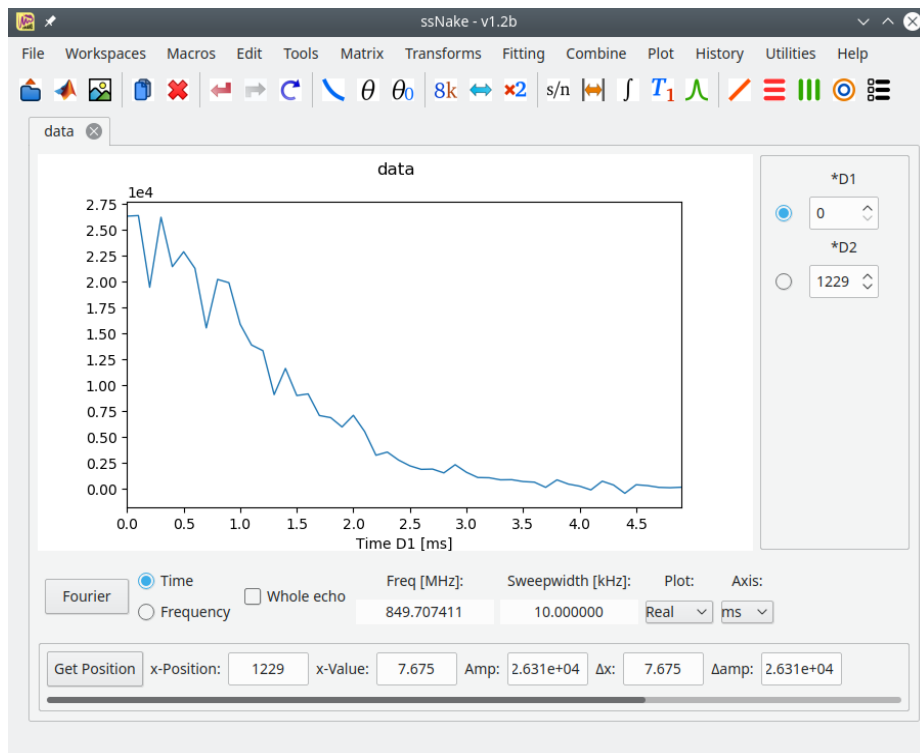 ssNake - v1.2b
File Workspaces Macros Edit Tools Matrix Transforms Fitting Combine Plot History Utilities Help
θ θ0 8k ×2 s/n ∫ T1
data
data
*D1
0
*D2
1229
1e4
2.75
2.50
2.25
2.00
1.75
1.50
1.25
1.00
0.75
0.50
0.25
0.00
0.0 0.5 1.0 1.5 2.0 2.5 3.0 3.5 4.0 4.5
Time D1 [ms]
Fourier
Time
Frequency
Whole echo
Freq [MHz]: Sweepwidth [kHz]: Plot: Axis:
849.707411 10.000000 Real ms
Get Position x-Position: 1229 x-Value: 7.675 Amp: 2.631e+04 Δx: 7.675 Δamp: 2.631e+04